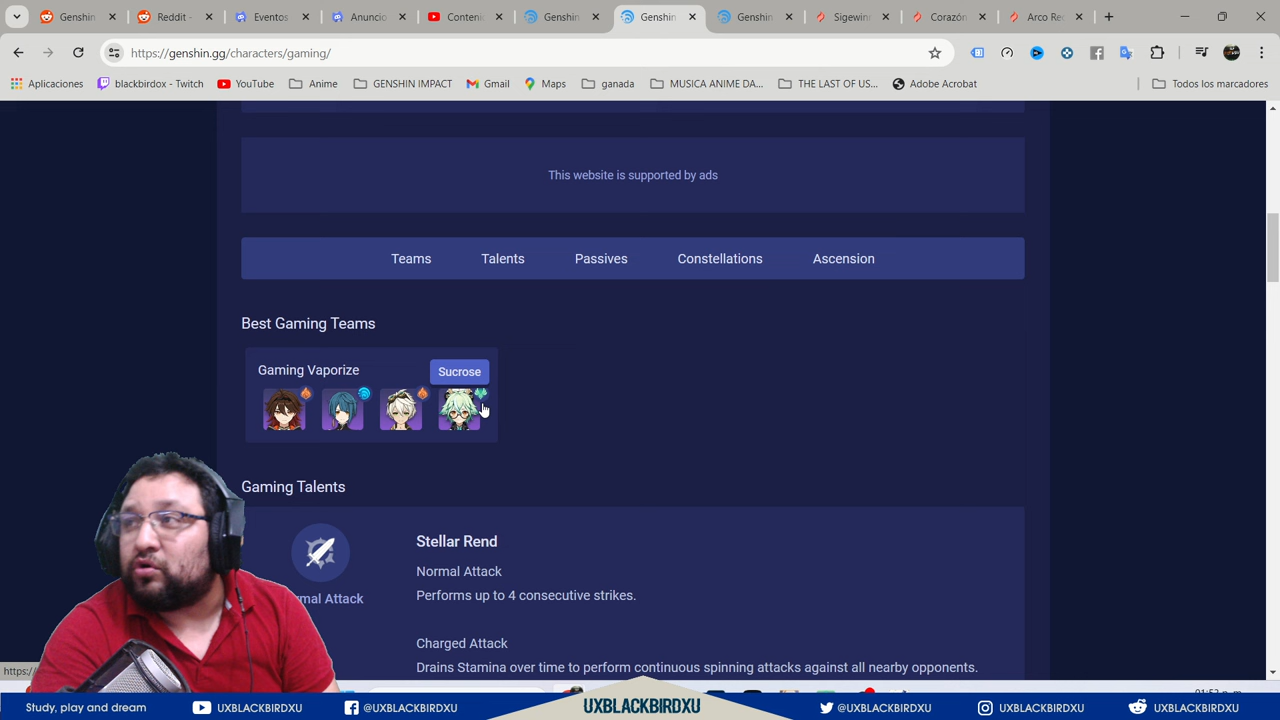 Genshin
Reddit -
Eventos
Anuncio
Conteni
Genshin
Genshin
Genshin
Sigewin
Corazón
Arco Re
https://genshin.gg/characters/gaming/
Aplicaciones
blackbirdox - Twitch
YouTube
Anime
GENSHIN IMPACT
Gmail
Maps
ganada
MUSICA ANIME DA...
THE LAST OF US...
Adobe Acrobat
Todos los marcadores
This website is supported by ads
Teams
Talents
Passives
Constellations
Ascension
Best Gaming Teams
Gaming Vaporize
Sucrose
Gaming Talents
Stellar Rend
Normal Attack
Performs up to 4 consecutive strikes.
mal Attack
Charged Attack
Drains Stamina over time to perform continuous spinning attacks against all nearby opponents.
https:/
Study, play and dream
UXBLACKBIRDXU
@UXBLACKBIRDXU
UXBLACKBIRDXU
@UXBLACKBIRDXU
UXBLACKBIRDXU
UXBLACKBIRDXU